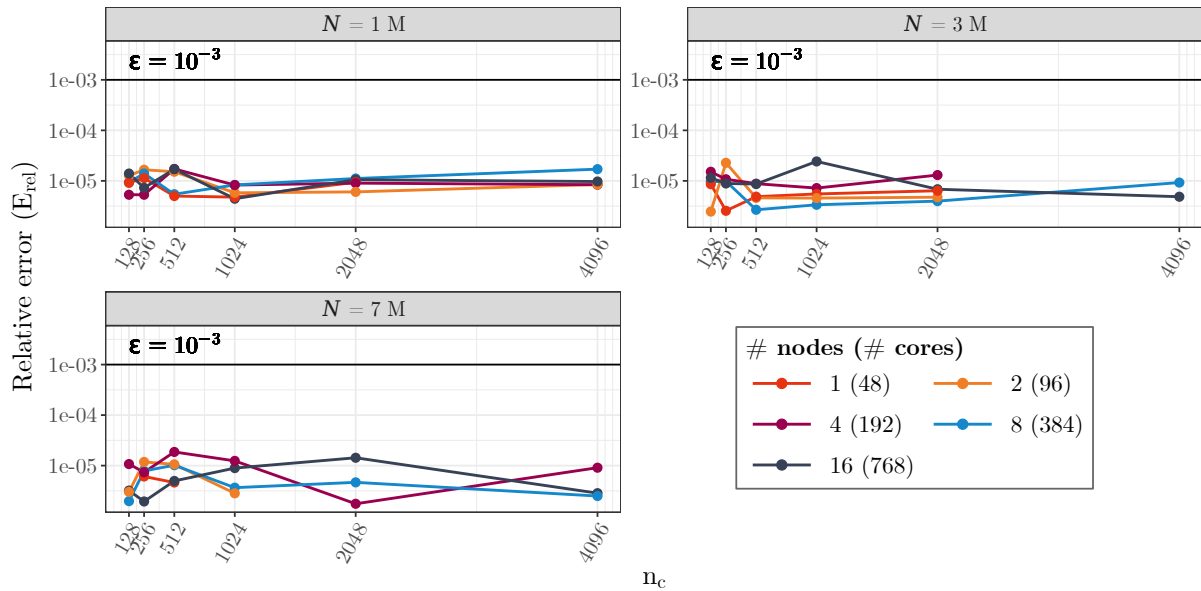 N = 1 M
N = 3 M
ε = 10⁻³
ε = 10⁻³
1e-03
1e-04
1e-05
1e-03
1e-04
1e-05
128
256
512
1024
2048
4096
128
256
512
1024
2048
4096
Relative error (E_rel)
N = 7 M
ε = 10⁻³
1e-03
1e-04
1e-05
128
256
512
1024
2048
4096
# nodes (# cores)
1 (48)
2 (96)
4 (192)
8 (384)
16 (768)
n_c